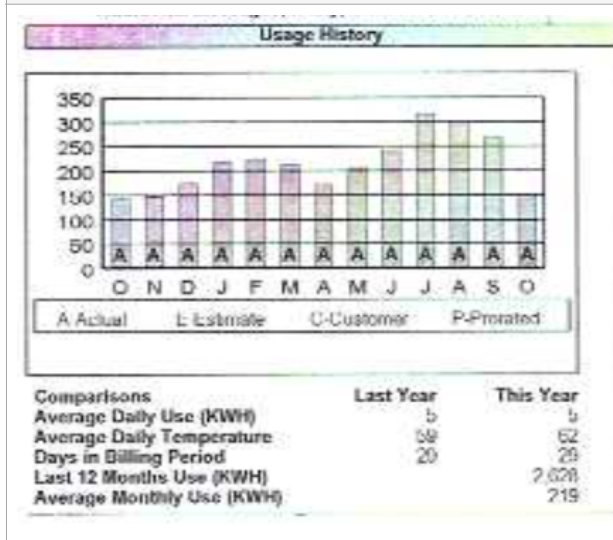 Usage History
350
300
250
200
150
100
50
0
A A A A A A A A A A A A A
O N D J F M A M J J A S O
A Actual E Estimate C-Customer P-Prorated
Comparisons Last Year This Year
Average Daily Use (KWH) 5 5
Average Daily Temperature 59 62
Days in Billing Period 29 29
Last 12 Months Use (KWH) 2,628
Average Monthly Use (KWH) 219